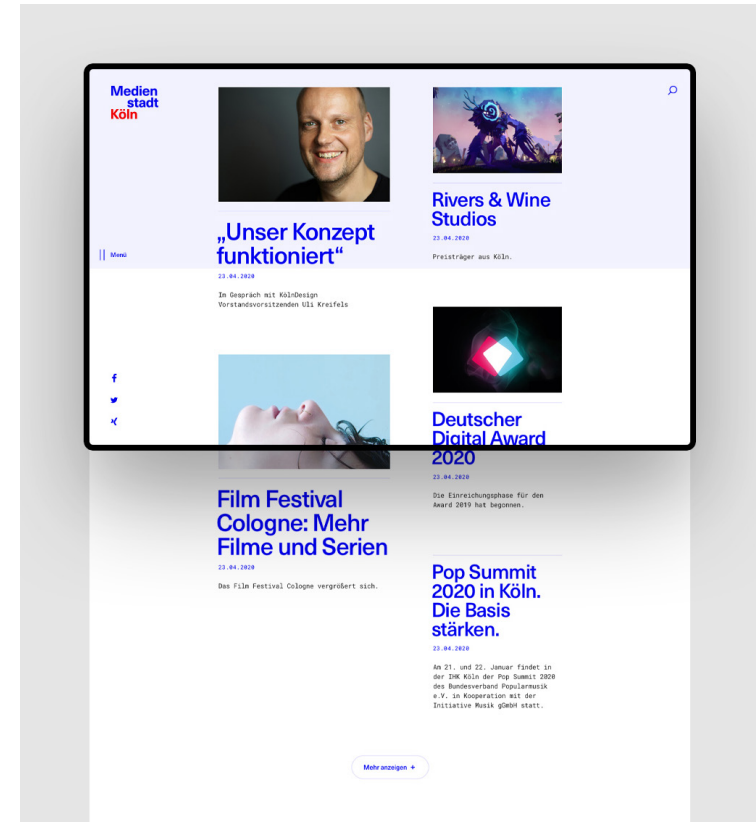 Medien
stadt
Köln
Menü
„Unser Konzept
funktioniert“
23.04.2020
Im Gespräch mit KölnDesign
Vorstandsvorsitzenden Uli Kreifels
Film Festival
Cologne: Mehr
Filme und Serien
23.04.2020
Das Film Festival Cologne vergrößert sich.
Rivers & Wine
Studios
23.04.2020
Preisträger aus Köln.
Deutscher
Digital Award
2020
23.04.2020
Die Einreichungsphase für den
Award 2019 hat begonnen.
Pop Summit
2020 in Köln.
Die Basis
stärken.
23.04.2020
Am 21. und 22. Januar findet in
der IHK Köln der Pop Summit 2020
des Bundesverband Popularmusik
e.V. in Kooperation mit der
Initiative Musik gGmbH statt.
Mehr anzeigen +